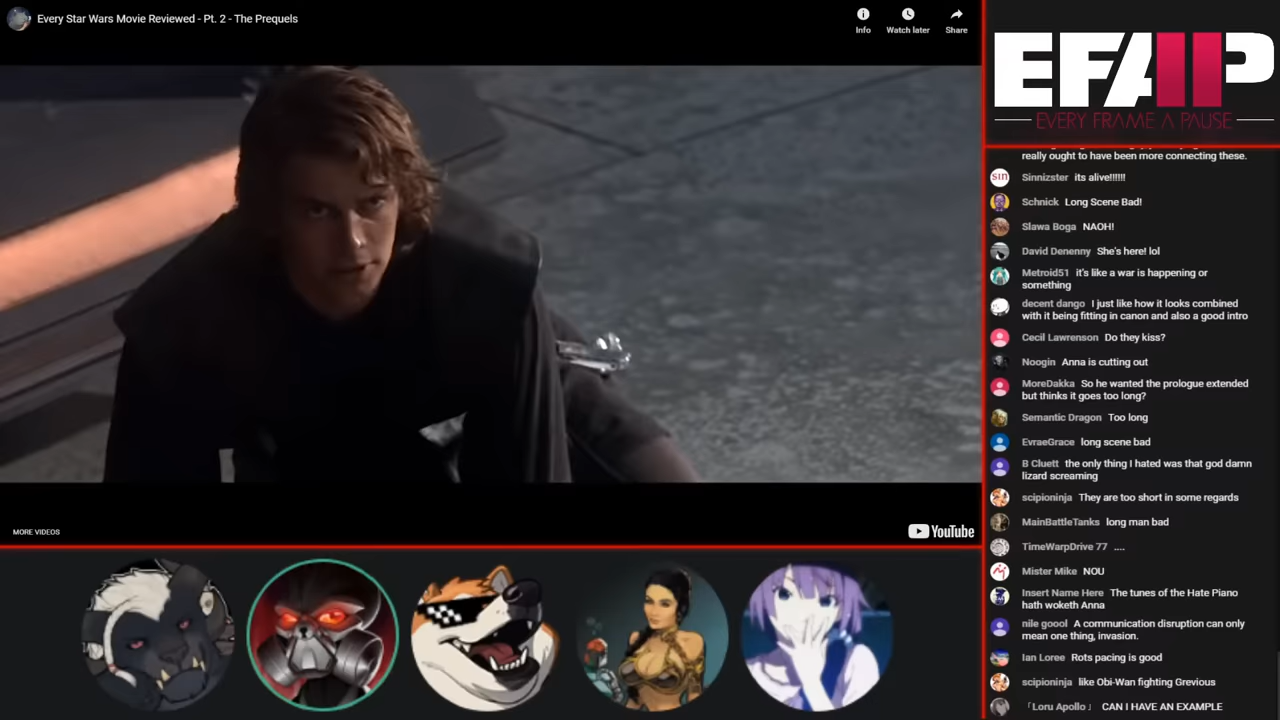 Every Star Wars Movie Reviewed - Pt. 2 - The Prequels
Info
Watch later
Share
MORE VIDEOS
YouTube
EFAP
EVERY FRAME A PAUSE
really ought to have been more connecting these.
Sinnizster its alive!!!!!!
Schnick Long Scene Bad!
Slawa Boga NAOH!
David Denenny She's here! lol
Metroid51 it's like a war is happening or
something
decent dango I just like how it looks combined
with it being fitting in canon and also a good intro
Cecil Lawrenson Do they kiss?
Noogin Anna is cutting out
MoreDakka So he wanted the prologue extended
but thinks it goes too long?
Semantic Dragon Too long
EvraeGrace long scene bad
B Cluett the only thing I hated was that god damn
lizard screaming
scipioninja They are too short in some regards
MainBattleTanks long man bad
TimeWarpDrive 77 ....
Mister Mike NOU
Insert Name Here The tunes of the Hate Piano
hath woketh Anna
nile goool A communication disruption can only
mean one thing, invasion.
Ian Loree Rots pacing is good
scipioninja like Obi-Wan fighting Grevious
「Loru Apollo」 CAN I HAVE AN EXAMPLE